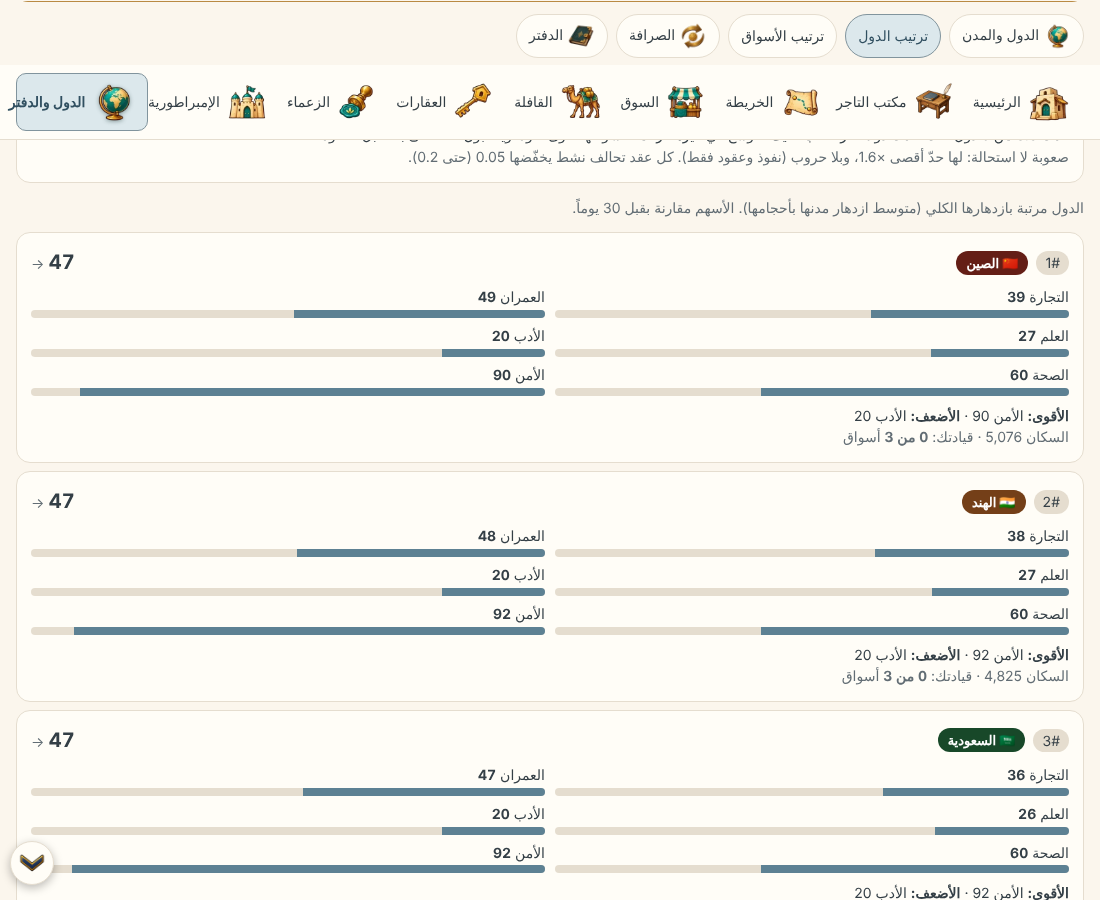 الدول والمدن
ترتيب الدول
ترتيب الأسواق
الصرافة
الدفتر
الرئيسية
مكتب التاجر
الخريطة
السوق
القافلة
العقارات
الزعماء
الإمبراطورية
الدول والدفتر
صعوبة لا استحالة: لها حدّ أقصى ×1.6، وبلا حروب (نفوذ وعقود فقط). كل عقد تحالف نشط يخفّضها 0.05 (حتى 0.2).
الدول مرتبة بازدهارها الكلي (متوسط ازدهار مدنها بأحجامها). الأسهم مقارنة بقبل 30 يوماً.
#1 🇨🇳 الصين 47 →
التجارة 39
العمران 49
العلم 27
الأدب 20
الصحة 60
الأمن 90
الأقوى: الأمن 90 · الأضعف: الأدب 20
السكان 5,076 · قيادتك: 0 من 3 أسواق
#2 🇮🇳 الهند 47 →
التجارة 38
العمران 48
العلم 27
الأدب 20
الصحة 60
الأمن 92
الأقوى: الأمن 92 · الأضعف: الأدب 20
السكان 4,825 · قيادتك: 0 من 3 أسواق
#3 🇸🇦 السعودية 47 →
التجارة 36
العمران 47
العلم 26
الأدب 20
الصحة 60
الأمن 92
الأقوى: الأمن 92 · الأضعف: الأدب 20